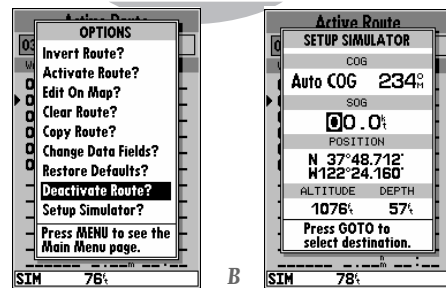 Active Route
OPTIONS
Invert Route?
Activate Route?
Edit On Map?
Clear Route?
Copy Route?
Change Data Fields?
Restore Defaults?
Deactivate Route?
Setup Simulator?
Press MENU to see the
Main Menu page.
SIM 76
B
Active Route
SETUP SIMULATOR
COG
Auto COG 234°M
SOG
00.0
POSITION
N 37°48.712'
W122°24.160'
ALTITUDE DEPTH
1076 57
Press GOTO to
select destination.
SIM 78